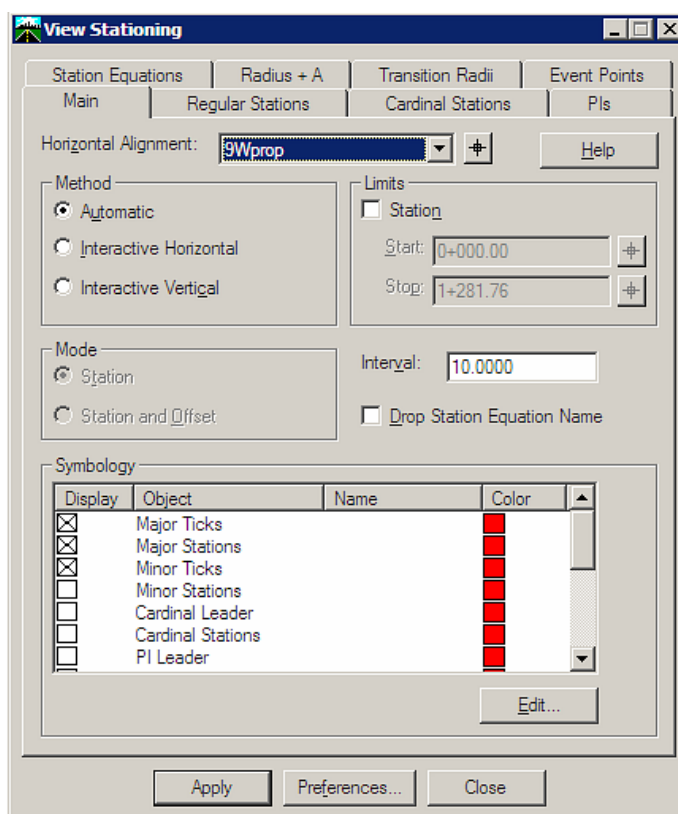 View Stationing
Station Equations Radius + A Transition Radii Event Points
Main Regular Stations Cardinal Stations PIs
Horizontal Alignment: 9Wprop Help
Method
Automatic
Interactive Horizontal
Interactive Vertical
Limits
Station
Start: 0+000.00
Stop: 1+281.76
Mode
Station
Station and Offset
Interval: 10.0000
Drop Station Equation Name
Symbology
Display Object Name Color
Major Ticks
Major Stations
Minor Ticks
Minor Stations
Cardinal Leader
Cardinal Stations
PI Leader
Edit...
Apply Preferences... Close